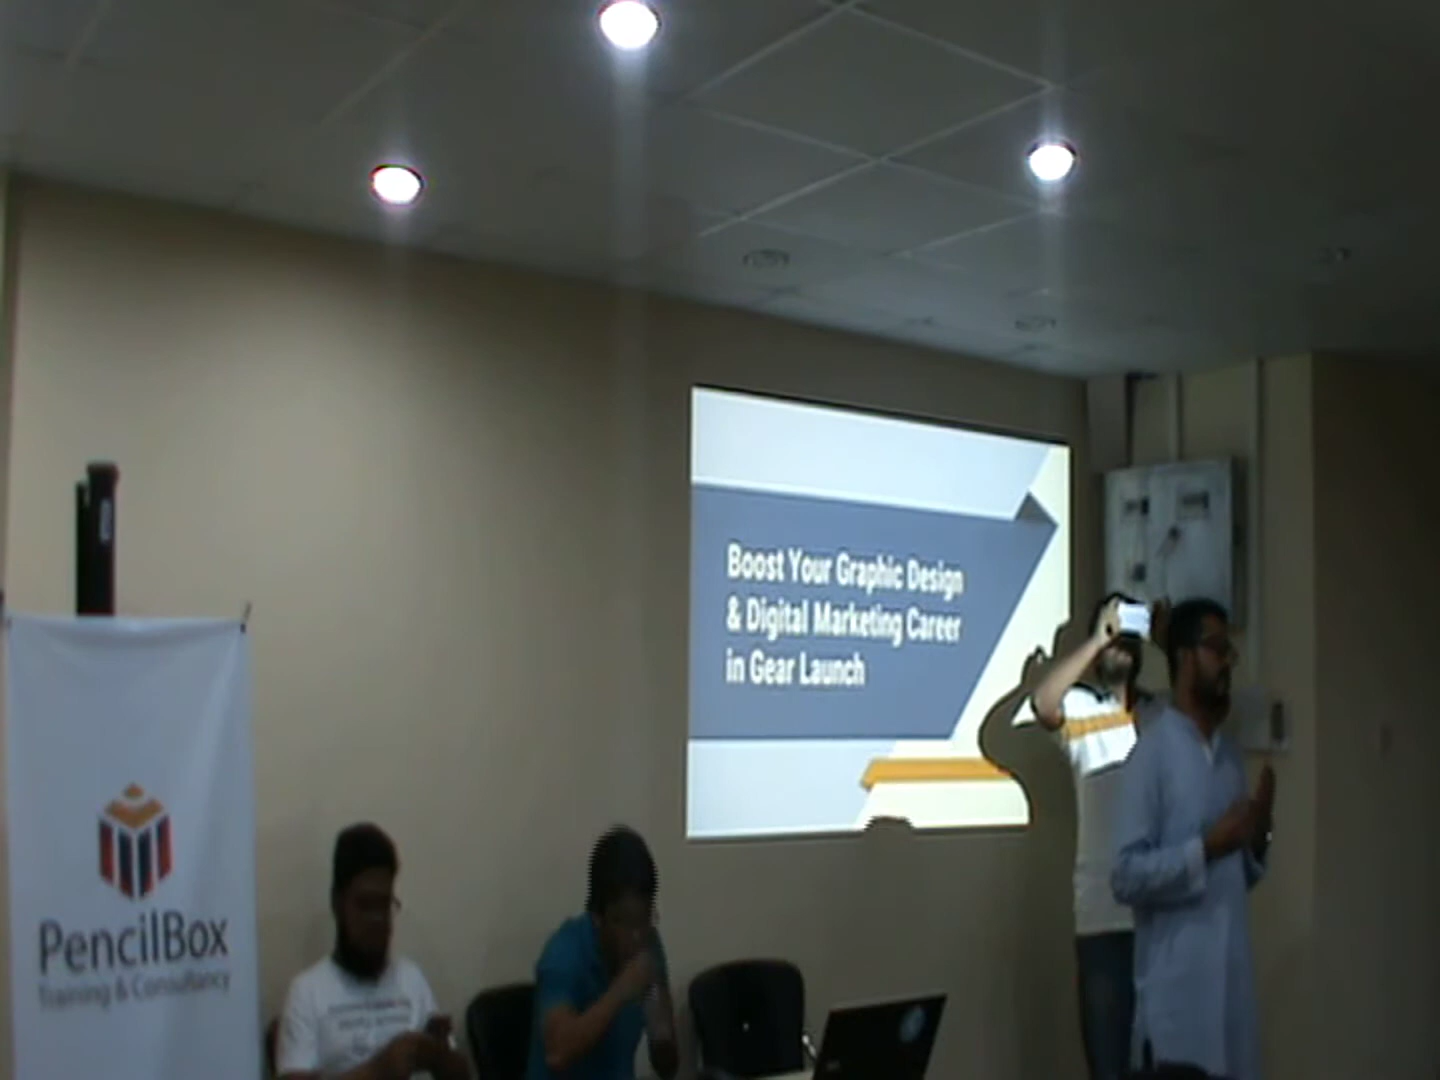 Boost Your Graphic Design
& Digital Marketing Career
in Gear Launch
PencilBox
Training & Consultancy